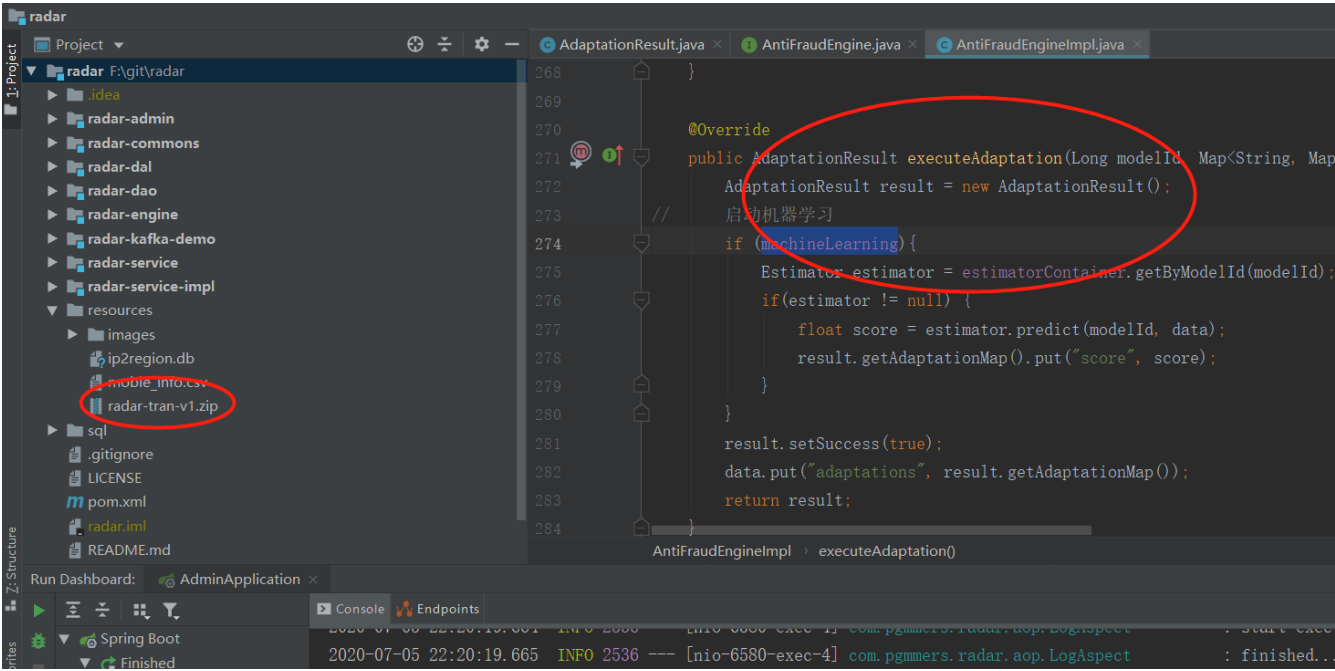 radar
1: Project
Project
AdaptationResult.java
AntiFraudEngine.java
AntiFraudEngineImpl.java
radar F:\git\radar
.idea
radar-admin
radar-commons
radar-dal
radar-dao
radar-engine
radar-kafka-demo
radar-service
radar-service-impl
resources
images
ip2region.db
moble_info.csv
radar-tran-v1.zip
sql
.gitignore
LICENSE
pom.xml
radar.iml
README.md
268 }
269
270 @Override
271 public AdaptationResult executeAdaptation(Long modelId, Map<String, Map
272 AdaptationResult result = new AdaptationResult();
273 // 启动机器学习
274 if (machineLearning){
275 Estimator estimator = estimatorContainer.getByModelId(modelId);
276 if(estimator != null) {
277 float score = estimator.predict(modelId, data);
278 result.getAdaptationMap().put("score", score);
279 }
280 }
281 result.setSuccess(true);
282 data.put("adaptations", result.getAdaptationMap());
283 return result;
284 }
AntiFraudEngineImpl › executeAdaptation()
Z: Structure
Run Dashboard:
AdminApplication
Console
Endpoints
Spring Boot
Finished
2020-07-05 22:20:19.665 INFO 2536 --- [nio-6580-exec-4] com.pgmmers.radar.aop.LogAspect : finished..